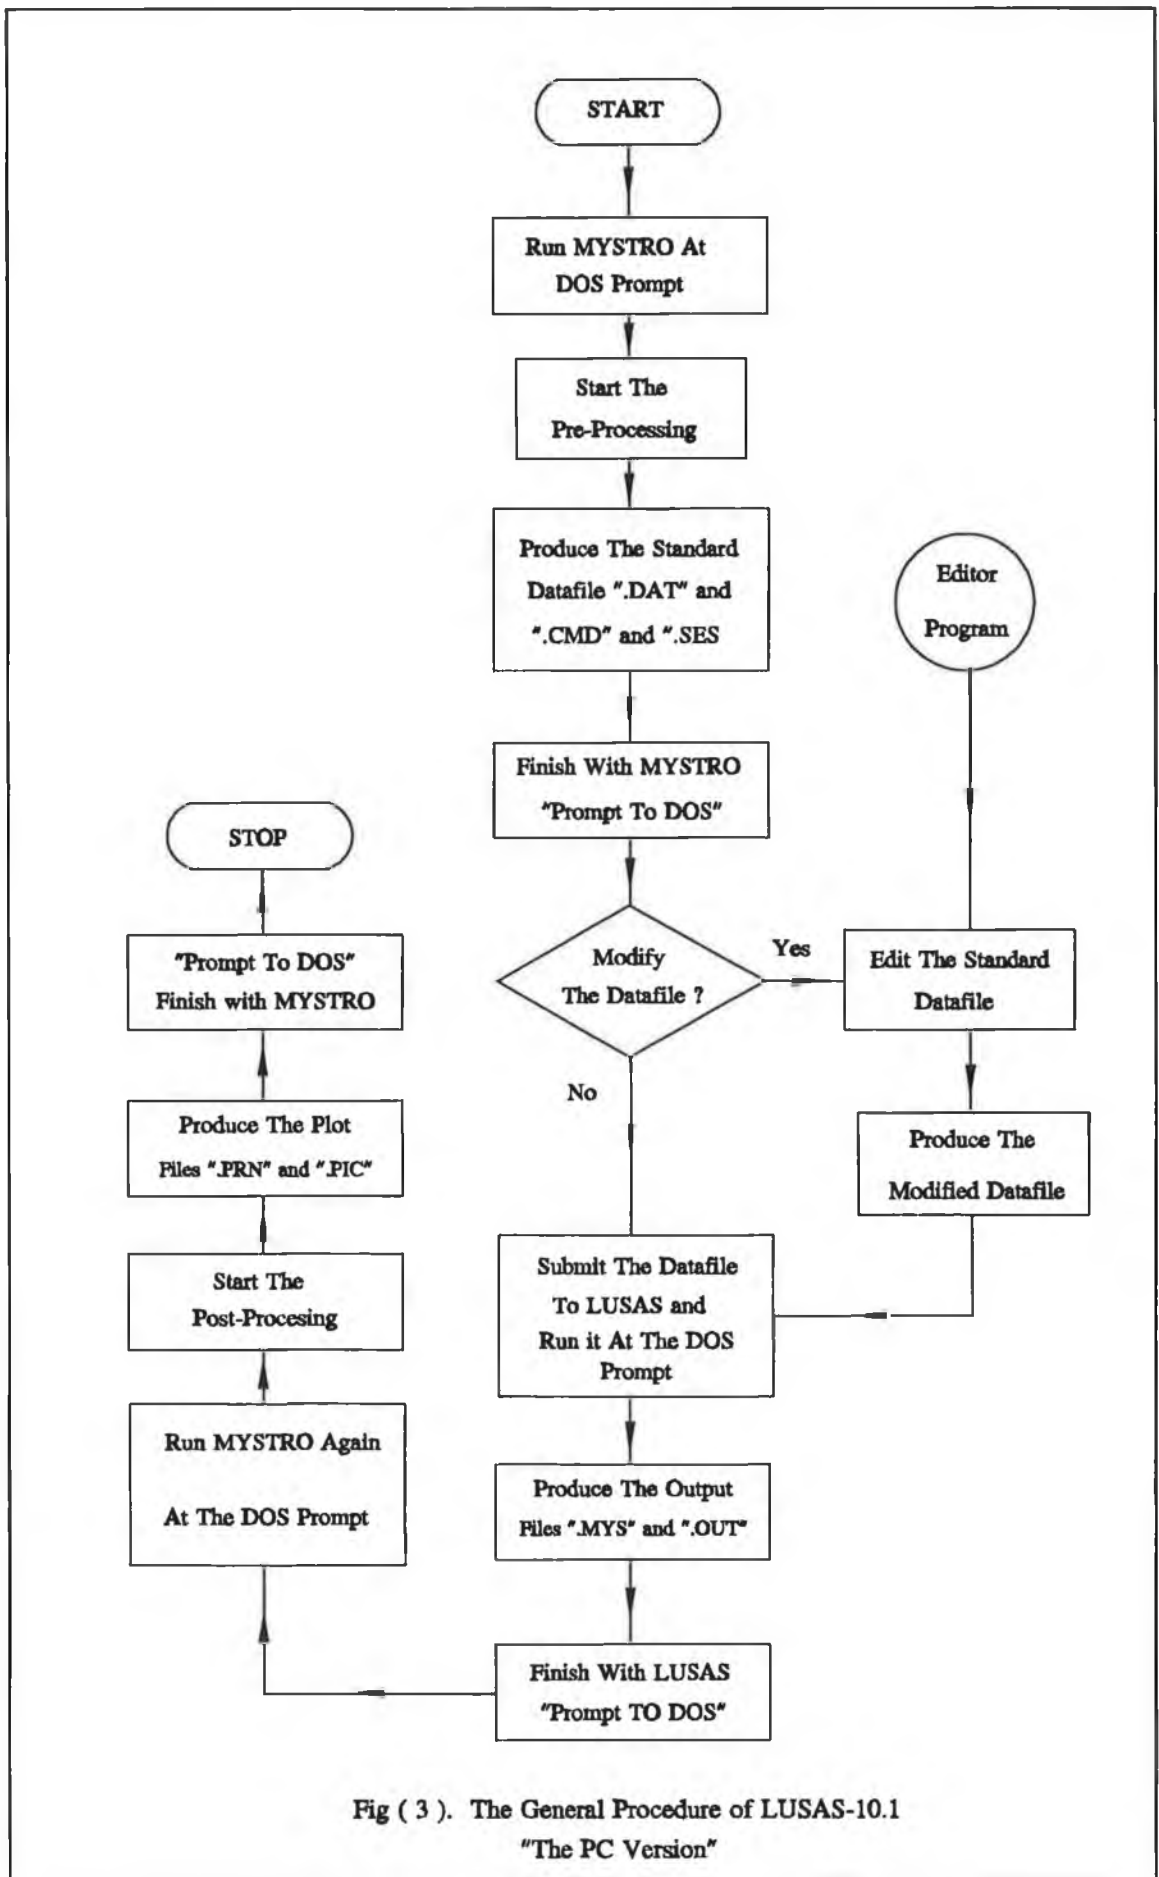 START
Run MYSTRO At
DOS Prompt
Start The
Pre-Processing
Produce The Standard
Datafile ".DAT" and
".CMD" and ".SES
Editor
Program
Finish With MYSTRO
"Prompt To DOS"
Modify
The Datafile ?
Yes
No
Edit The Standard
Datafile
Produce The
Modified Datafile
Submit The Datafile
To LUSAS and
Run it At The DOS
Prompt
Produce The Output
Files ".MYS" and ".OUT"
Finish With LUSAS
"Prompt TO DOS"
Run MYSTRO Again
At The DOS Prompt
Start The
Post-Procesing
Produce The Plot
Files ".PRN" and ".PIC"
"Prompt To DOS"
Finish with MYSTRO
STOP
Fig ( 3 ). The General Procedure of LUSAS-10.1
"The PC Version"